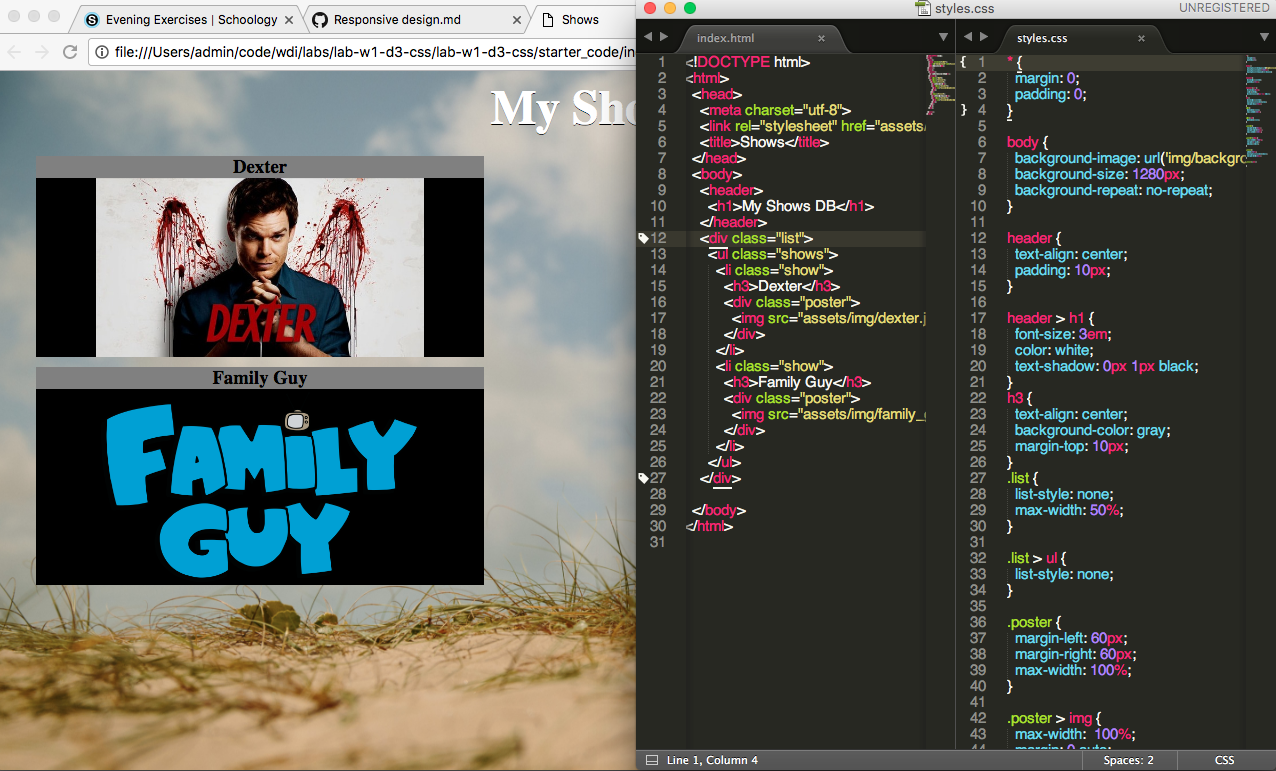 Evening Exercises | Schoology
Responsive design.md
Shows
file:///Users/admin/code/wdi/labs/lab-w1-d3-css/lab-w1-d3-css/starter_code/in
My Sho
Dexter
DEXTER
Family Guy
FAMILY
GUY
styles.css
UNREGISTERED
index.html
1 <!DOCTYPE html>
2 <html>
3 <head>
4 <meta charset="utf-8">
5 <link rel="stylesheet" href="assets/
6 <title>Shows</title>
7 </head>
8 <body>
9 <header>
10 <h1>My Shows DB</h1>
11 </header>
12 <div class="list">
13 <ul class="shows">
14 <li class="show">
15 <h3>Dexter</h3>
16 <div class="poster">
17 <img src="assets/img/dexter.j
18 </div>
19 </li>
20 <li class="show">
21 <h3>Family Guy</h3>
22 <div class="poster">
23 <img src="assets/img/family_g
24 </div>
25 </li>
26 </ul>
27 </div>
28
29 </body>
30 </html>
31
styles.css
1 * {
2 margin: 0;
3 padding: 0;
4 }
5
6 body {
7 background-image: url('img/backgro
8 background-size: 1280px;
9 background-repeat: no-repeat;
10 }
11
12 header {
14 text-align: center;
14 padding: 10px;
15 }
16
17 header > h1 {
18 font-size: 3em;
19 color: white;
20 text-shadow: 0px 1px black;
21 }
22 h3 {
23 text-align: center;
24 background-color: gray;
25 margin-top: 10px;
26 }
27 .list {
28 list-style: none;
29 max-width: 50%;
30 }
31
32 .list > ul {
33 list-style: none;
34 }
35
36 .poster {
37 margin-left: 60px;
38 margin-right: 60px;
39 max-width: 100%;
40 }
41
42 .poster > img {
43 max-width: 100%;
44 margin: 0 auto;
Line 1, Column 4
Spaces: 2
CSS